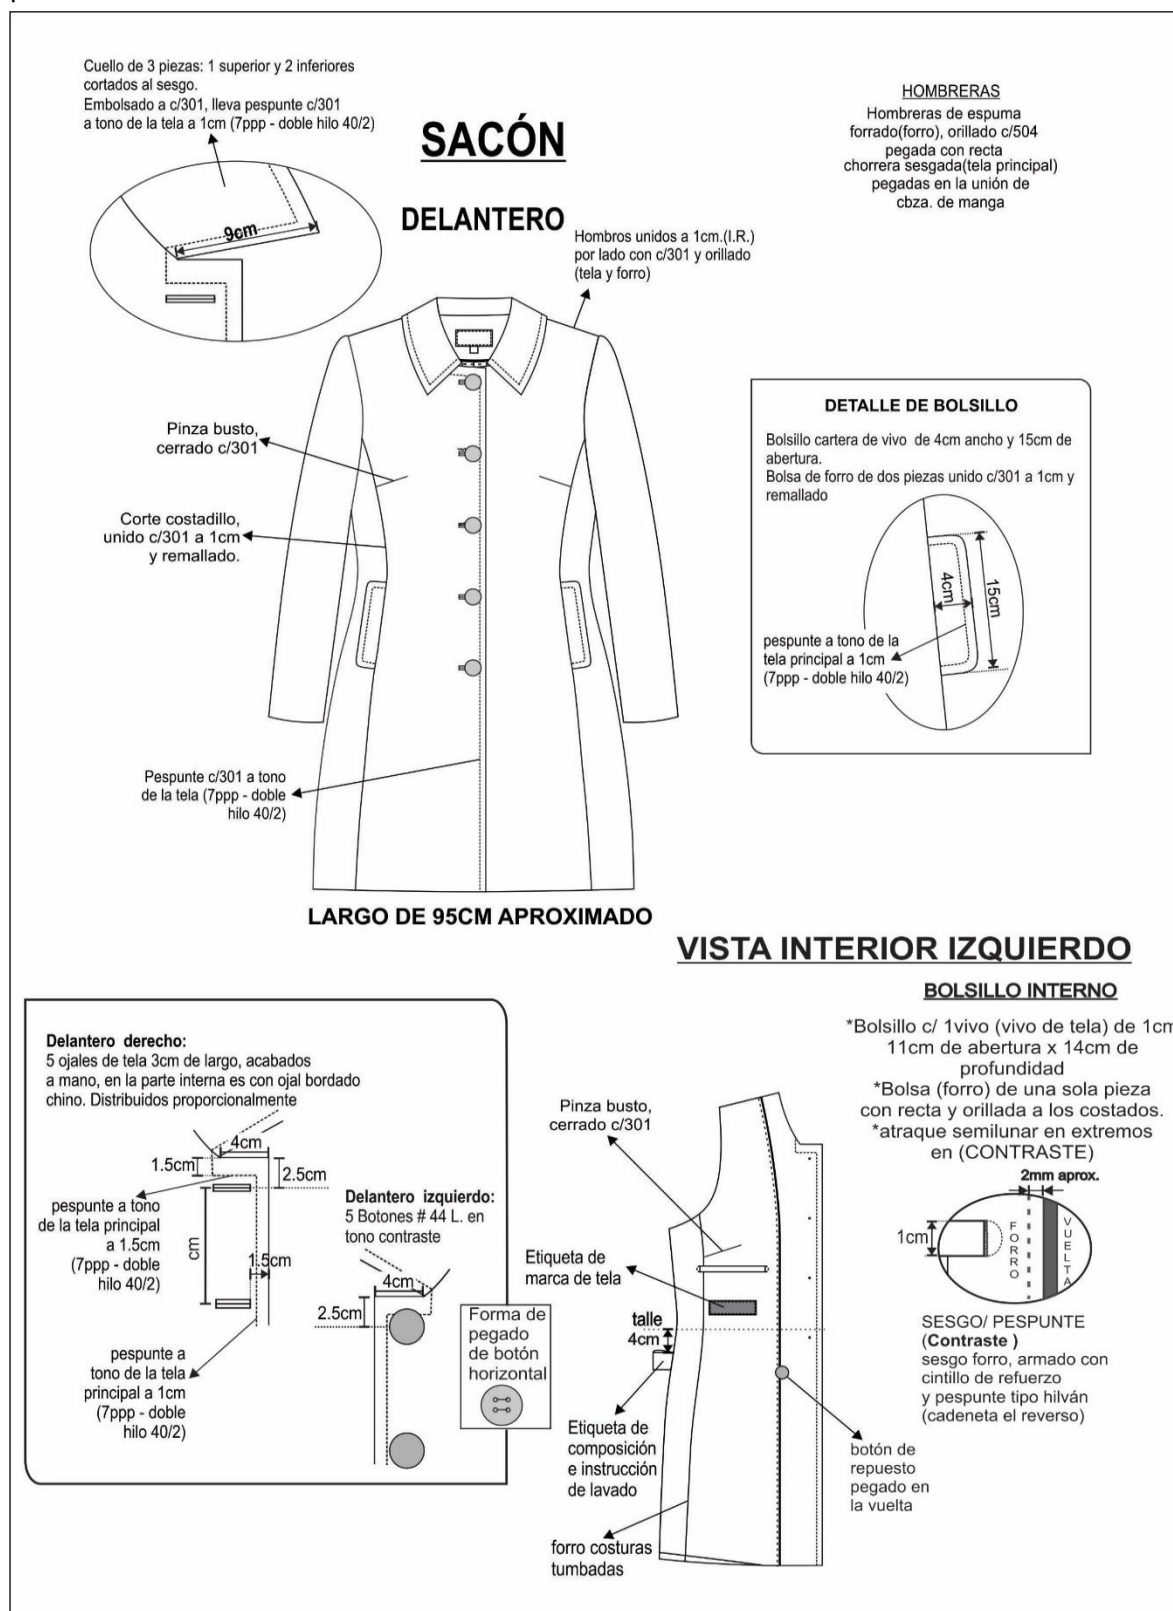 Cuello de 3 piezas: 1 superior y 2 inferiores
cortados al sesgo.
Embolsado a c/301, lleva pespunte c/301
a tono de la tela a 1cm (7ppp - doble hilo 40/2)
SACÓN
HOMBRERAS
Hombreras de espuma
forrado(forro), orillado c/504
pegada con recta
chorrera sesgada(tela principal)
pegadas en la unión de
cbza. de manga
DELANTERO
9cm
Hombros unidos a 1cm.(I.R.)
por lado con c/301 y orillado
(tela y forro)
Pinza busto,
cerrado c/301
Corte costadillo,
unido c/301 a 1cm
y remallado.
Pespunte c/301 a tono
de la tela (7ppp - doble
hilo 40/2)
DETALLE DE BOLSILLO
Bolsillo cartera de vivo de 4cm ancho y 15cm de
abertura.
Bolsa de forro de dos piezas unido c/301 a 1cm y
remallado
4cm
15cm
pespunte a tono de la
tela principal a 1cm
(7ppp - doble hilo 40/2)
LARGO DE 95CM APROXIMADO
VISTA INTERIOR IZQUIERDO
BOLSILLO INTERNO
*Bolsillo c/ 1vivo (vivo de tela) de 1cm
11cm de abertura x 14cm de
profundidad
*Bolsa (forro) de una sola pieza
con recta y orillada a los costados.
*atraque semilunar en extremos
en (CONTRASTE)
2mm aprox.
1cm
FORRO
VUELTA
SESGO/ PESPUNTE
(Contraste )
sesgo forro, armado con
cintillo de refuerzo
y pespunte tipo hilván
(cadeneta el reverso)
Delantero derecho:
5 ojales de tela 3cm de largo, acabados
a mano, en la parte interna es con ojal bordado
chino. Distribuidos proporcionalmente
4cm
1.5cm
2.5cm
pespunte a tono
de la tela principal
a 1.5cm
(7ppp - doble
hilo 40/2)
cm
1.5cm
pespunte a
tono de la tela
principal a 1cm
(7ppp - doble
hilo 40/2)
Delantero izquierdo:
5 Botones # 44 L. en
tono contraste
4cm
2.5cm
Forma de
pegado
de botón
horizontal
Pinza busto,
cerrado c/301
Etiqueta de
marca de tela
talle
4cm
Etiqueta de
composición
e instrucción
de lavado
forro costuras
tumbadas
botón de
repuesto
pegado en
la vuelta